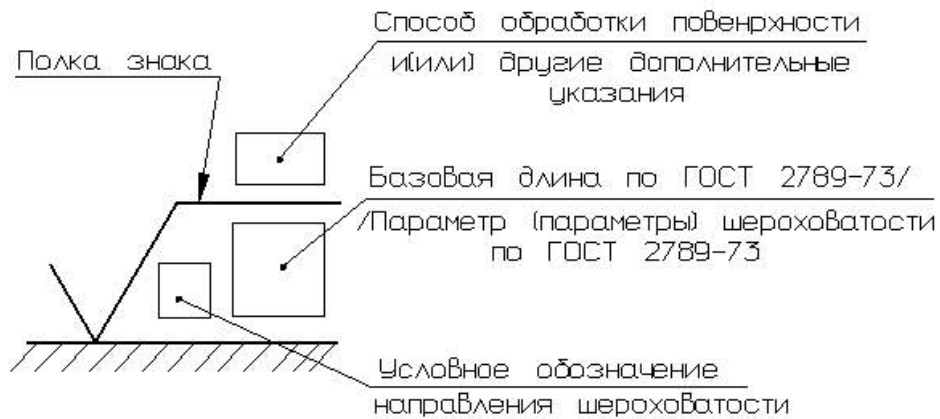 Способ обработки повенрхности
и(или) другие дополнительные
указания
Полка знака
Базовая длина по ГОСТ 2789-73/
/Параметр (параметры) шероховатости
по ГОСТ 2789-73
Условное обозначение
направления шероховатости